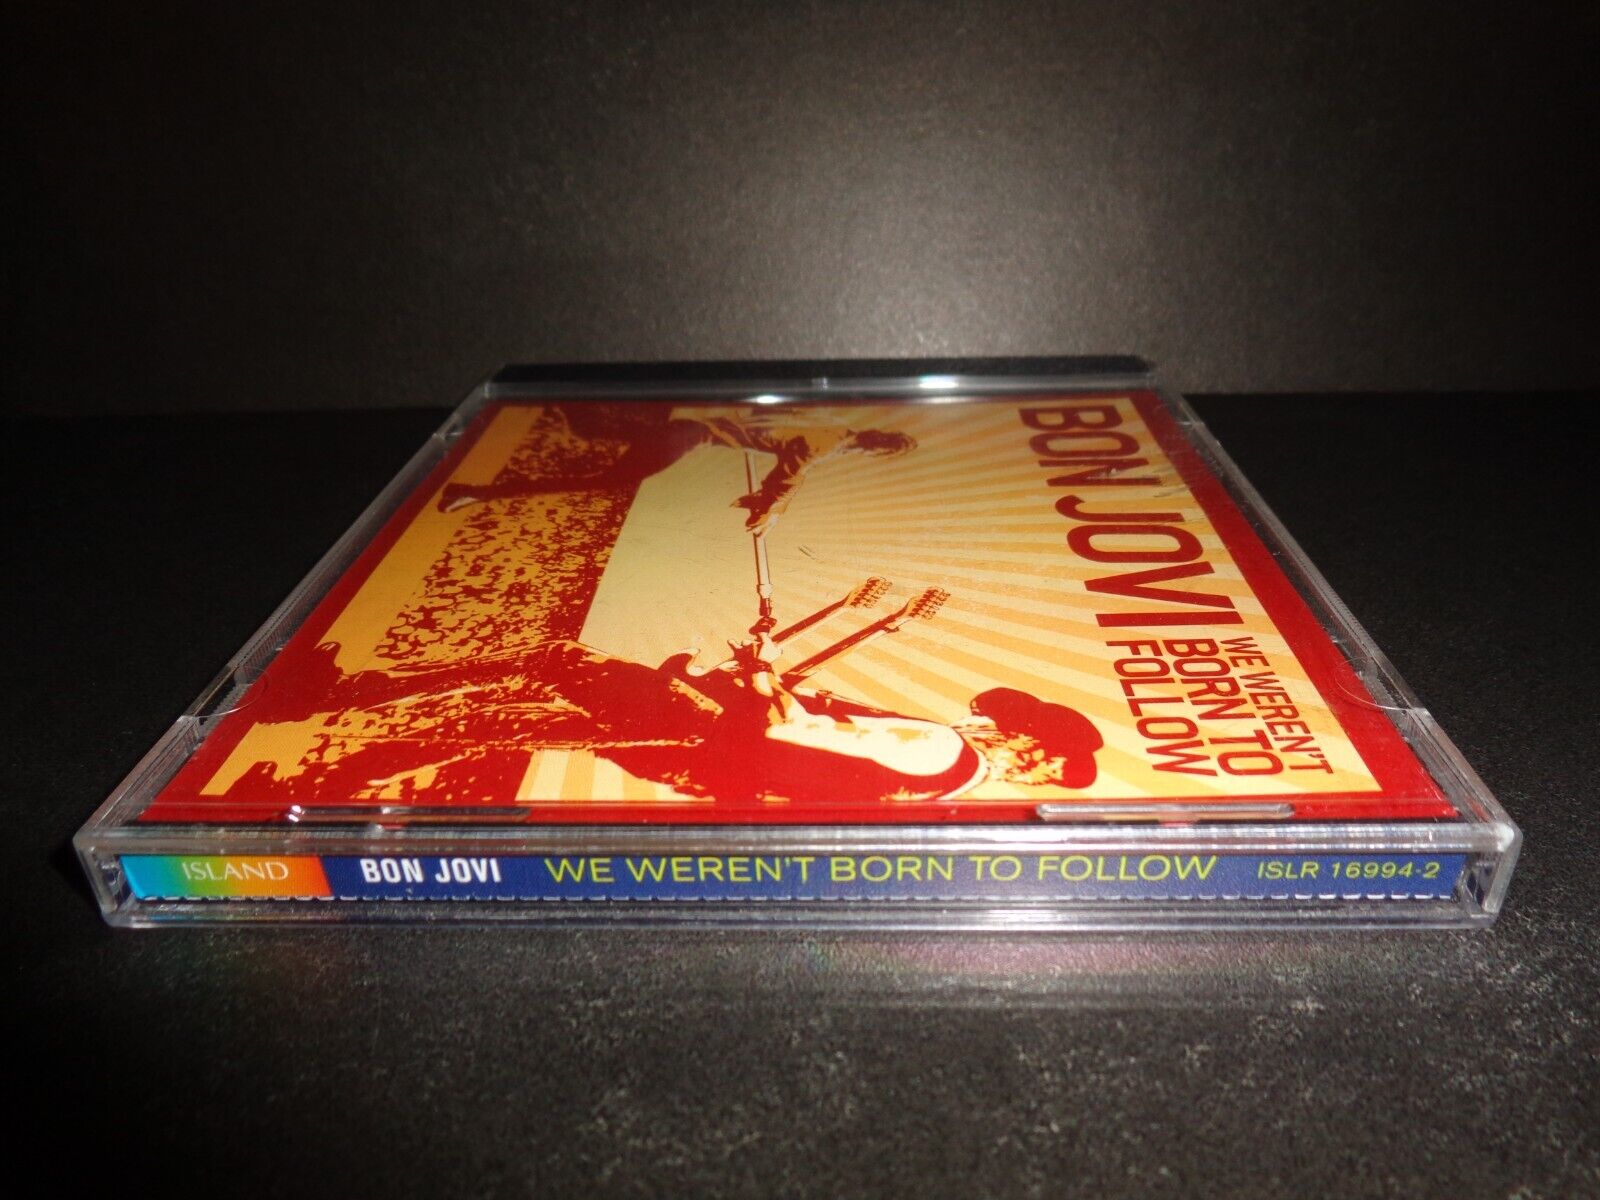 BON JOVI
WE WEREN'T
BORN TO
FOLLOW
ISLAND BON JOVI WE WEREN'T BORN TO FOLLOW ISLR 16994-2